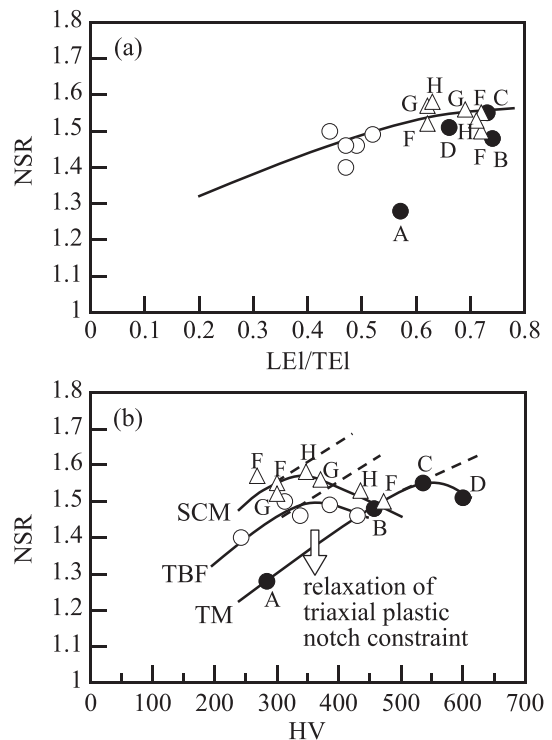 1.8
(a)
1.7
H
1.6
G
G
F
C
1.5
F
D
H
F
B
1.4
1.3
A
1.2
1.1
1
NSR
0 0.1 0.2 0.3 0.4 0.5 0.6 0.7 0.8
LEl/TEl
1.8
(b)
1.7
F
F
H
G
H
F
C
D
1.6
G
SCM
1.5
B
1.4
TBF
1.3
A
relaxation of
triaxial plastic
notch constraint
TM
1.2
1.1
1
NSR
0 100 200 300 400 500 600 700
HV